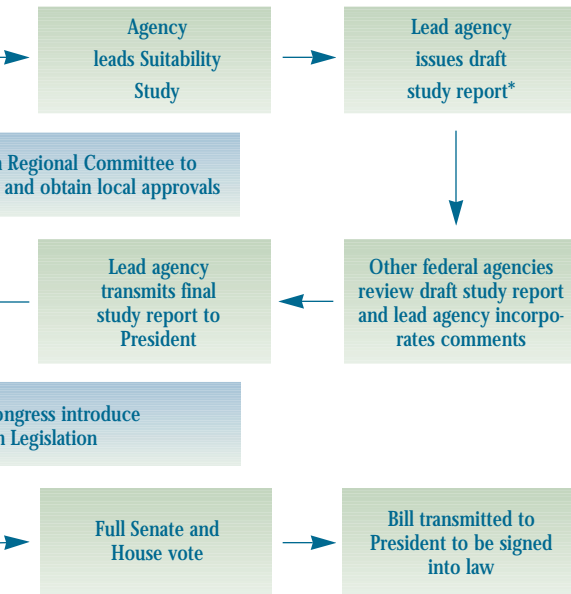 Agency
leads Suitability
Study
Lead agency
issues draft
study report*
Regional Committee to
and obtain local approvals
Lead agency
transmits final
study report to
President
Other federal agencies
review draft study report
and lead agency incorpo-
rates comments
ongress introduce
Legislation
Full Senate and
House vote
Bill transmitted to
President to be signed
into law